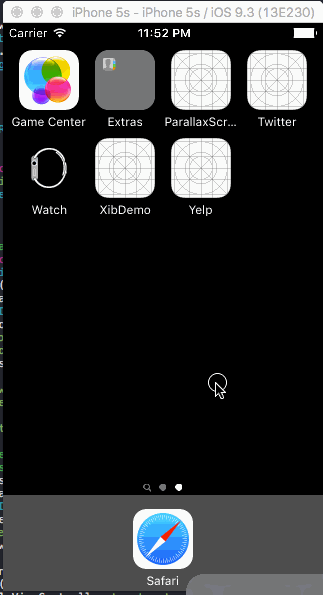 iPhone 5s - iPhone 5s / iOS 9.3 (13E230)
Carrier 11:52 PM
Game Center Extras ParallaxScr... Twitter
Watch XibDemo Yelp
Safari